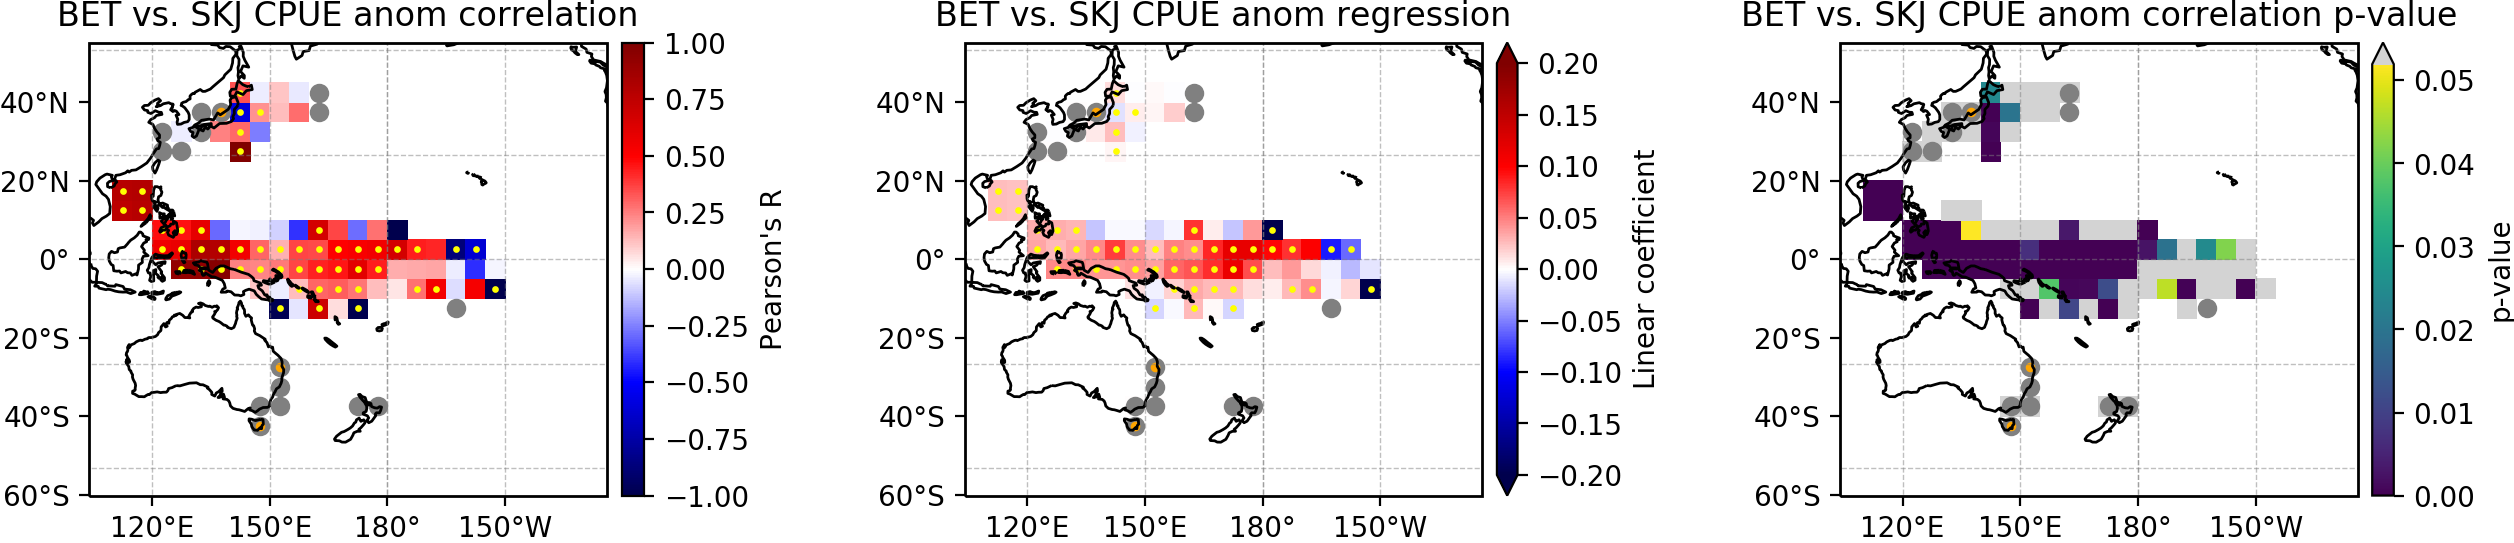 BET vs. SKJ CPUE anom correlation
40°N
20°N
0°
20°S
40°S
60°S
120°E
150°E
180°
150°W
1.00
0.75
0.50
0.25
0.00
−0.25
−0.50
−0.75
−1.00
Pearson's R
BET vs. SKJ CPUE anom regression
40°N
20°N
0°
20°S
40°S
60°S
120°E
150°E
180°
150°W
0.20
0.15
0.10
0.05
0.00
−0.05
−0.10
−0.15
−0.20
Linear coefficient
BET vs. SKJ CPUE anom correlation p-value
40°N
20°N
0°
20°S
40°S
60°S
120°E
150°E
180°
150°W
0.05
0.04
0.03
0.02
0.01
0.00
p-value